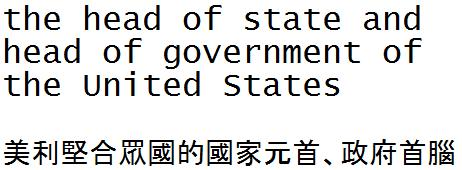 the head of state and
head of government of
the United States
美利堅合眾國的國家元首、政府首腦